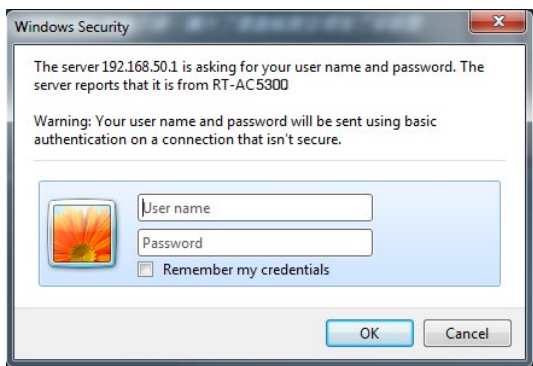 Windows Security
The server 192.168.50.1 is asking for your user name and password. The
server reports that it is from RT-AC5300
Warning: Your user name and password will be sent using basic
authentication on a connection that isn't secure.
User name
Password
Remember my credentials
OK
Cancel